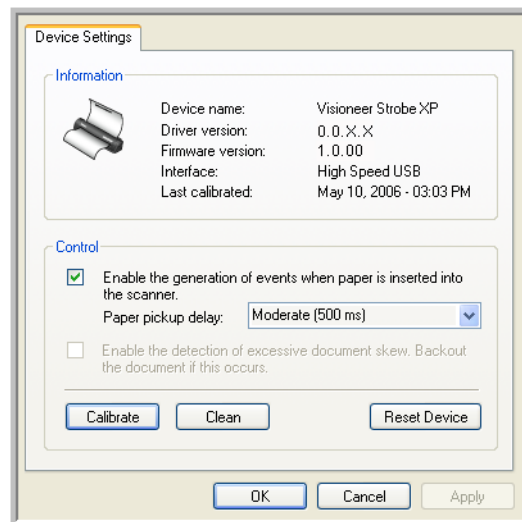 Device Settings
Information
Device name: Visioneer Strobe XP
Driver version: 0.0.X.X
Firmware version: 1.0.00
Interface: High Speed USB
Last calibrated: May 10, 2006 - 03:03 PM
Control
Enable the generation of events when paper is inserted into
the scanner.
Paper pickup delay: Moderate (500 ms)
Enable the detection of excessive document skew. Backout
the document if this occurs.
Calibrate Clean Reset Device
OK Cancel Apply